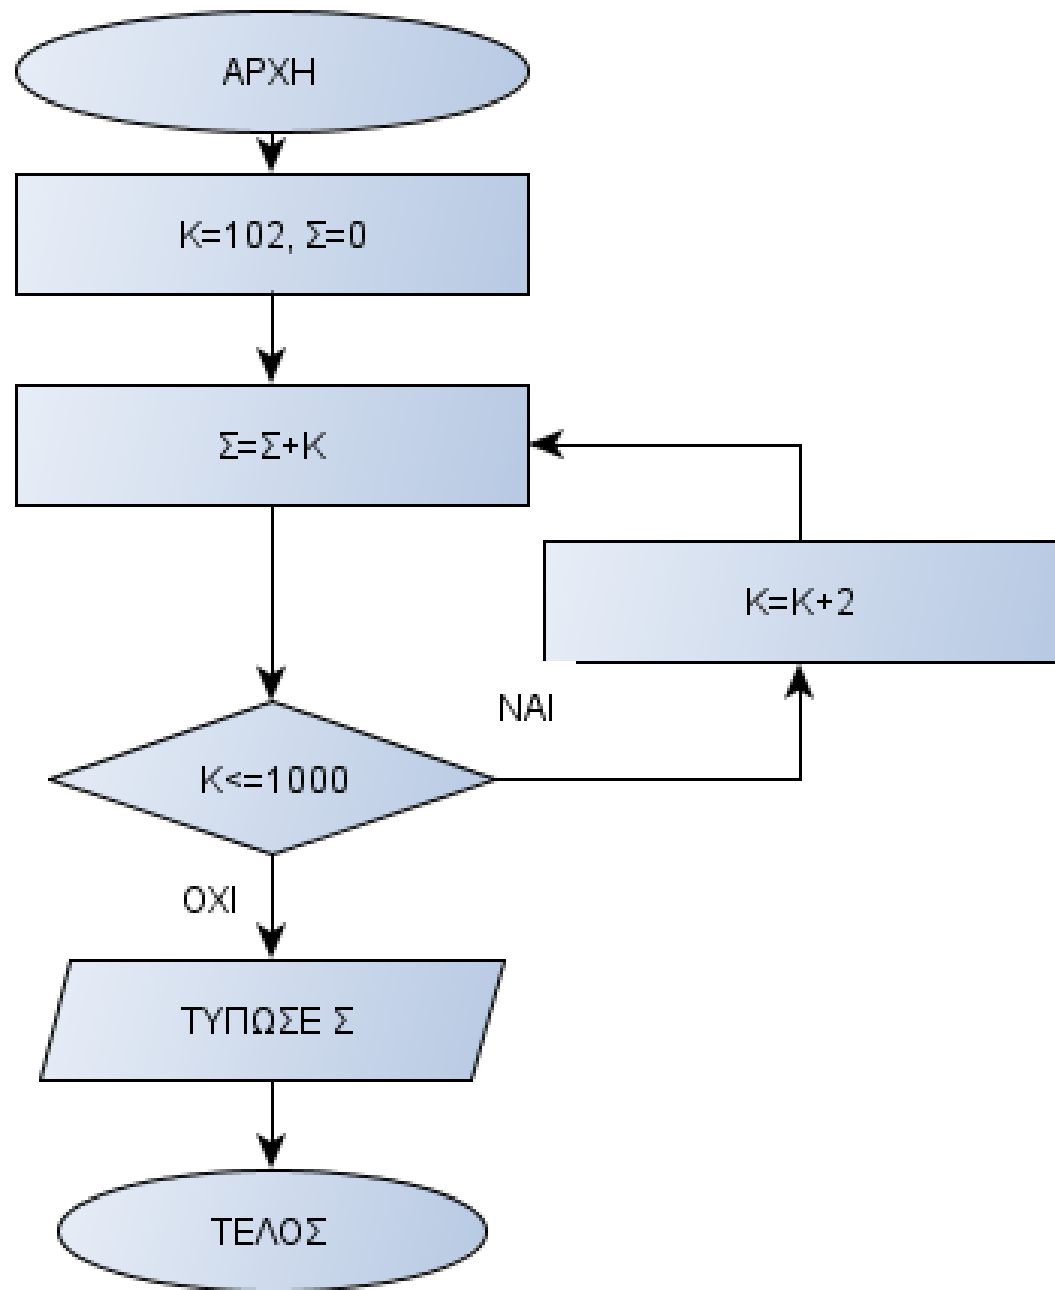 ΑΡΧΗ
Κ=102, Σ=0
Σ=Σ+Κ
Κ=Κ+2
ΝΑΙ
Κ<=1000
ΟΧΙ
ΤΥΠΩΣΕ Σ
ΤΕΛΟΣ